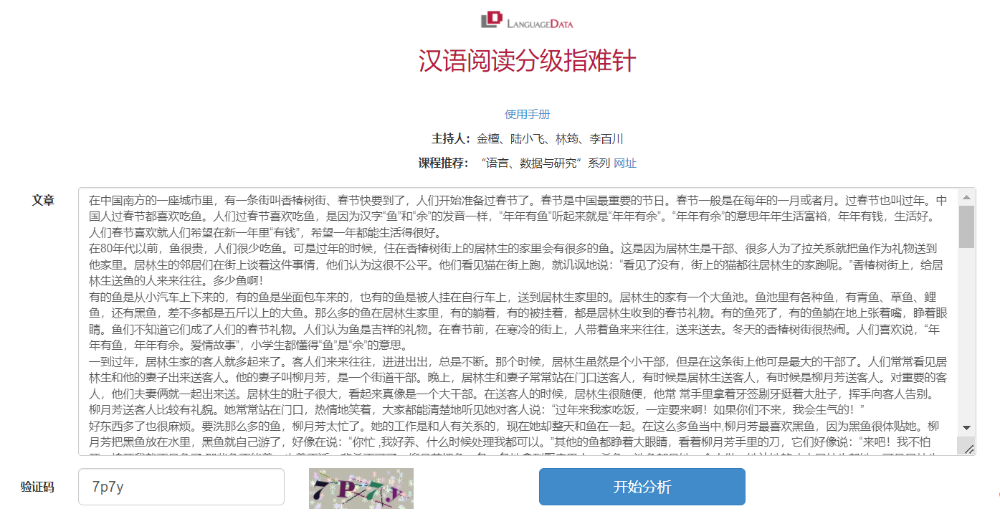 LANGUAGEDATA
汉语阅读分级指难针
使用手册
主持人：金檀、陆小飞、林筠、李百川
课程推荐：“语言、数据与研究”系列 网址
文章
在中国南方的一座城市里，有一条街叫香椿树街、春节快要到了，人们开始准备过春节了。春节是中国最重要的节日。春节一般是在每年的一月或者月。过春节也叫过年。中
国人过春节都喜欢吃鱼。人们过春节喜欢吃鱼，是因为汉字“鱼”和“余”的发音一样，“年年有鱼”听起来就是“年年有余”。“年年有余”的意思年年生活富裕，年年有钱，生活好。
人们春节喜欢就人们希望在新一年里“有钱”，希望一年都能生活得很好。
在80年代以前，鱼很贵，人们很少吃鱼。可是过年的时候，住在香椿树街上的居林生的家里会有很多的鱼。这是因为居林生是干部、很多人为了拉关系就把鱼作为礼物送到
他家里。居林生的邻居们在街上谈着这件事情，他们认为这很不公平。他们看见猫在街上跑，就讥讽地说：“看见了没有，街上的猫都往居林生的家跑呢。”香椿树街上，给居
林生送鱼的人来来往往。多少鱼啊！
有的鱼是从小汽车上下来的，有的鱼是坐面包车来的，也有的鱼是被人挂在自行车上，送到居林生家里的。居林生的家有一个大鱼池。鱼池里有各种鱼，有青鱼、草鱼、鲤
鱼，还有黑鱼，差不多都是五斤以上的大鱼。那么多的鱼在居林生家里，有的躺着，有的被挂着，都是居林生收到的春节礼物。有的鱼死了，有的鱼躺在地上张着嘴，睁着眼
睛。鱼们不知道它们成了人们的春节礼物。人们认为鱼是吉祥的礼物。在春节前，在寒冷的街上，人带着鱼来来往往，送来送去。冬天的香椿树街很热闹。人们喜欢说，“年
年有鱼，年年有余。爱情故事”，小学生都懂得“鱼”是“余”的意思。
一到过年，居林生家的客人就多起来了。客人们来来往往，进进出出，总是不断。那个时候，居林生虽然是个小干部，但是在这条街上他可是最大的干部了。人们常常看见居
林生和他的妻子出来送客人。他的妻子叫柳月芳，是一个街道干部。晚上，居林生和妻子常常站在门口送客人，有时候是居林生送客人，有时候是柳月芳送客人。对重要的客
人，他们夫妻俩就一起出来送。居林生的肚子很大，看起来真像是一个大干部。在送客人的时候，居林生很随便，他常 常手里拿着牙签剔牙挺着大肚子，挥手向客人告别。
柳月芳送客人比较有礼貌。她常常站在门口，热情地笑着，大家都能清楚地听见她对客人说：“过年来我家吃饭，一定要来啊！如果你们不来，我会生气的！”
好东西多了也很麻烦。要洗那么多的鱼，柳月芳太忙了。她的工作是和人有关系的，现在她却整天和鱼在一起。在这么多鱼当中,柳月芳最喜欢黑鱼，因为黑鱼很体贴她。柳
月芳把黑鱼放在水里，黑鱼就自己游了，好像在说：“你忙 ,我好养、什么时候处理我都可以。”其他的鱼都睁着大眼睛，看着柳月芳手里的刀，它们好像说：“来吧！我不怕
验证码
7p7y
7P7y
开始分析